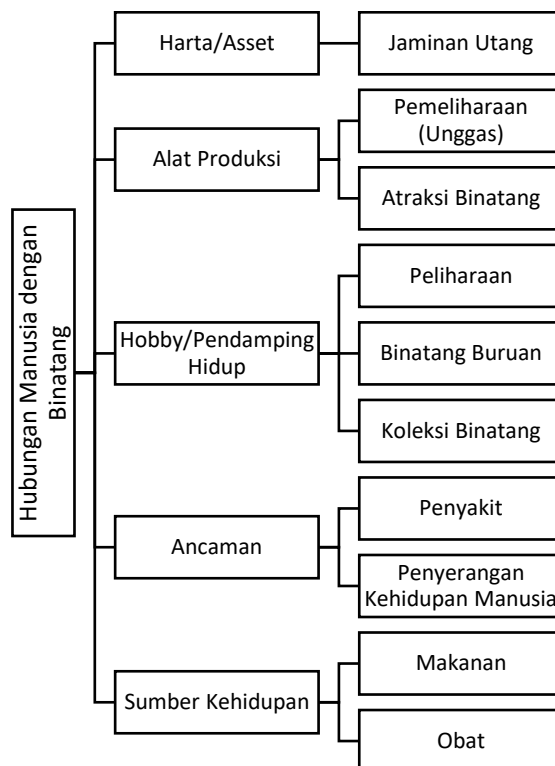 Hubungan Manusia dengan
Binatang
Harta/Asset
Jaminan Utang
Alat Produksi
Pemeliharaan
(Unggas)
Atraksi Binatang
Hobby/Pendamping
Hidup
Peliharaan
Binatang Buruan
Koleksi Binatang
Ancaman
Penyakit
Penyerangan
Kehidupan Manusia
Sumber Kehidupan
Makanan
Obat